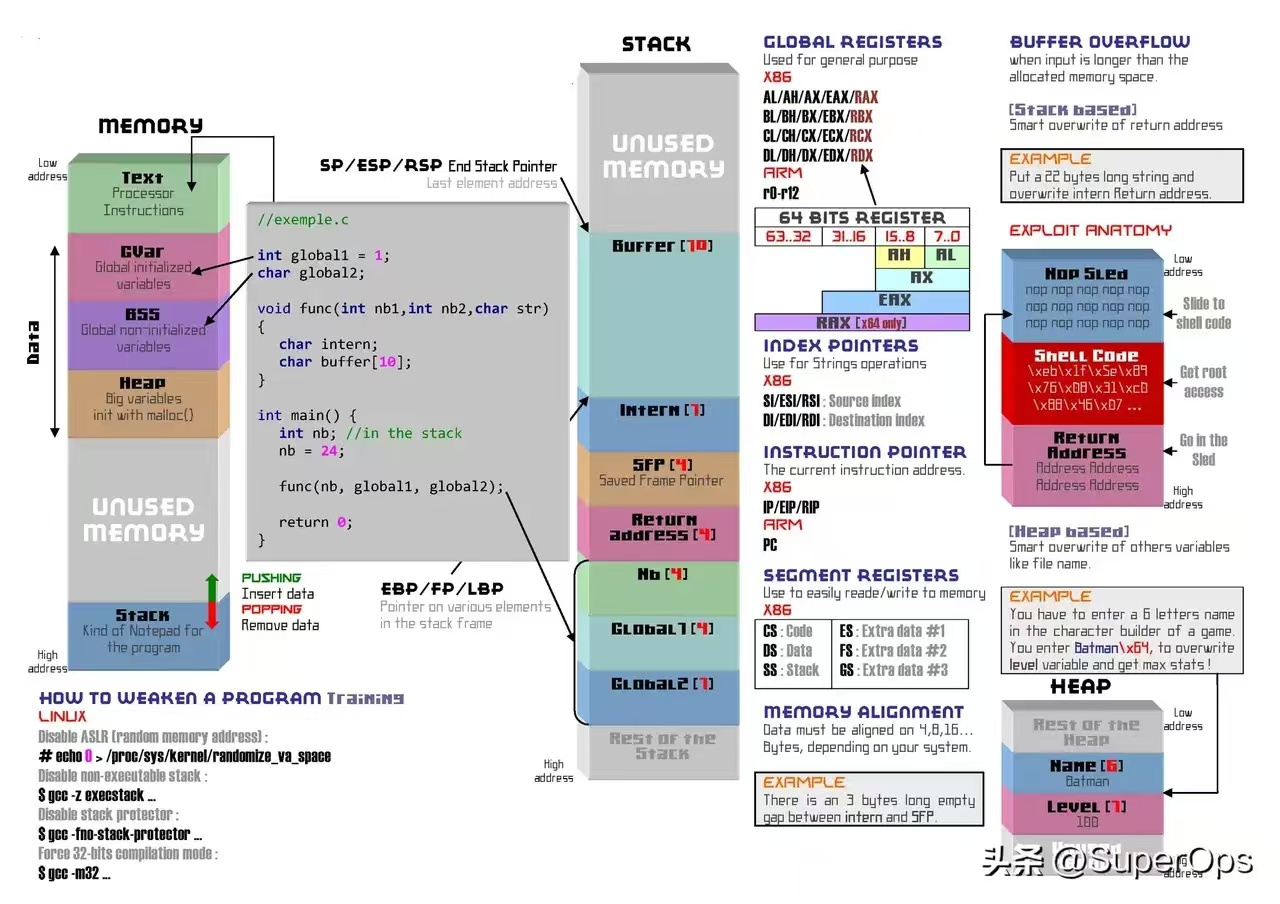 MEMORY
Low
address
Text
Processor
Instructions
GVar
Global initialized
variables
BSS
Global non-initialized
variables
Heap
Big variables
init with malloc()
Data
UNUSED
MEMORY
Stack
Kind of Notepad for
the program
High
address
PUSHING
Insert data
POPPING
Remove data
//exemple.c
int global1 = 1;
char global2;
void func(int nb1,int nb2,char str)
{
char intern;
char buffer[10];
}
int main() {
int nb; //in the stack
nb = 24;
func(nb, global1, global2);
return 0;
}
SP/ESP/RSP End Stack Pointer
Last element address
EBP/FP/LBP
Pointer on various elements
in the stack frame
HOW TO WEAKEN A PROGRAM Training
LINUX
Disable ASLR (random memory address) :
# echo 0 > /proc/sys/kernel/randomize_va_space
Disable non-executable stack :
$ gcc -z execstack ...
Disable stack protector :
$ gcc -fno-stack-protector ...
Force 32-bits compilation mode :
$ gcc -m32 ...
STACK
UNUSED
MEMORY
Buffer [10]
Intern [1]
SFP [4]
Saved Frame Pointer
Return
address [4]
Nb [4]
Global1 [4]
Global2 [1]
Rest of the
Stack
High
address
GLOBAL REGISTERS
Used for general purpose
X86
AL/AH/AX/EAX/RAX
BL/BH/BX/EBX/RBX
CL/CH/CX/ECX/RCX
DL/DH/DX/EDX/RDX
ARM
r0-r12
64 BITS REGISTER
63..32 31..16 15..8 7..0
AH AL
AX
EAX
RAX [x64 only]
INDEX POINTERS
Use for Strings operations
X86
SI/ESI/RSI : Source index
DI/EDI/RDI : Destination index
INSTRUCTION POINTER
The current instruction address.
X86
IP/EIP/RIP
ARM
PC
SEGMENT REGISTERS
Use to easily reade/write to memory
X86
CS : Code ES : Extra data #1
DS : Data FS : Extra data #2
SS : Stack GS : Extra data #3
MEMORY ALIGNMENT
Data must be aligned on 4,8,16...
Bytes, depending on your system.
EXAMPLE
There is an 3 bytes long empty
gap between intern and SFP.
BUFFER OVERFLOW
when input is longer than the
allocated memory space.
[Stack based]
Smart overwrite of return address
EXAMPLE
Put a 22 bytes long string and
overwrite intern Return address.
EXPLOIT ANATOMY
Low
address
Nop Sled
nop nop nop nop nop
nop nop nop nop nop
nop nop nop nop nop
Slide to
shell code
Shell Code
\xeb\x1f\x5e\x89
\x76\x08\x31\xc0
\x88\x46\x07 ...
Get root
access
Return
Address
Address Address
Address Address
Go in the
Sled
High
address
[Heap based]
Smart overwrite of others variables
like file name.
EXAMPLE
You have to enter a 6 letters name
in the character builder of a game.
You enter Batman\x64, to overwrite
level variable and get max stats !
HEAP
Low
address
Rest of the
Heap
Name [6]
Batman
Level [1]
100
address
头条 @SuperOps